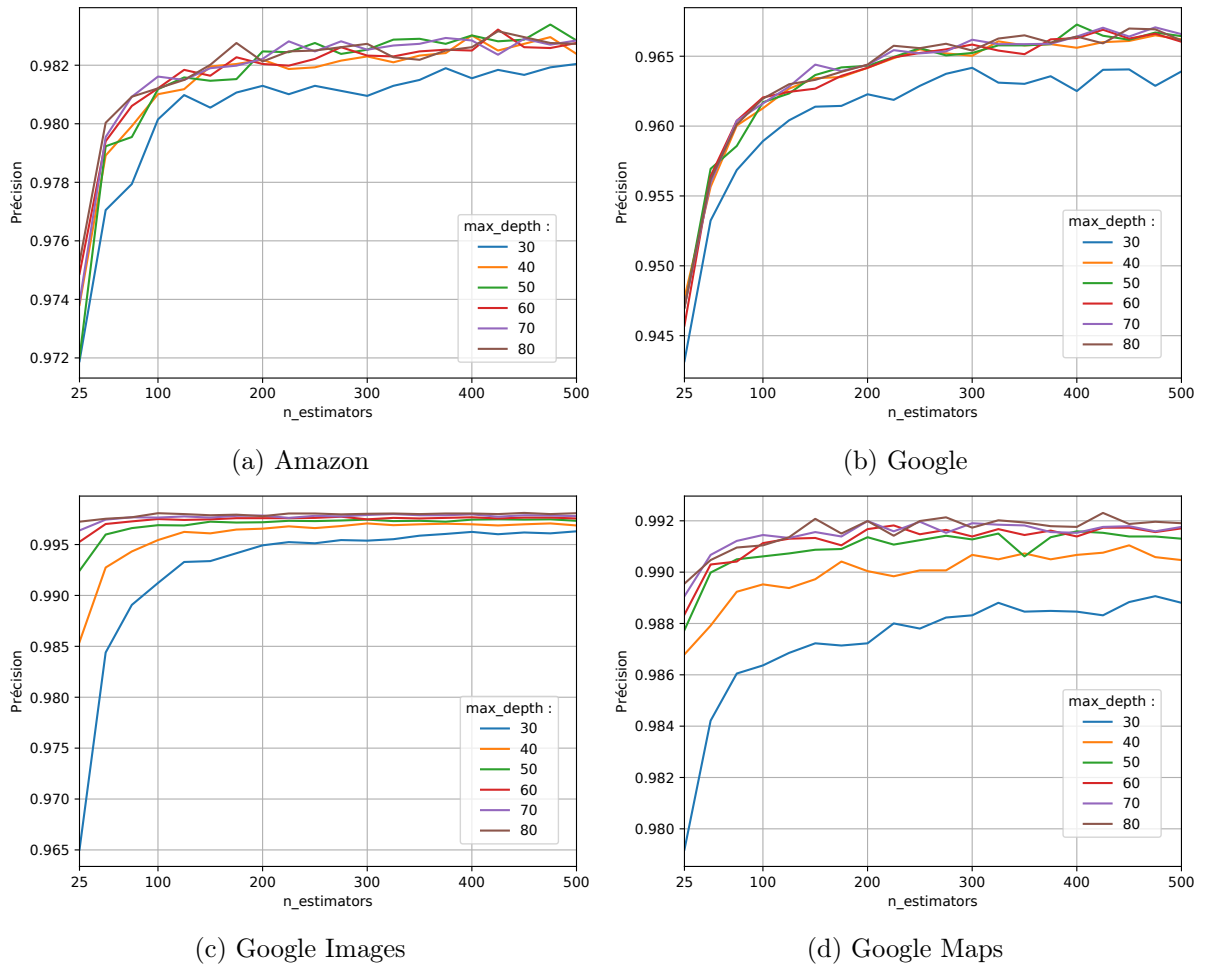 0.982
0.980
0.978
0.976
0.974
0.972
Précision
25 100 200 300 400 500
n_estimators
max_depth :
30
40
50
60
70
80
(a) Amazon
0.965
0.960
0.955
0.950
0.945
Précision
25 100 200 300 400 500
n_estimators
max_depth :
30
40
50
60
70
80
(b) Google
0.995
0.990
0.985
0.980
0.975
0.970
0.965
Précision
25 100 200 300 400 500
n_estimators
max_depth :
30
40
50
60
70
80
(c) Google Images
0.992
0.990
0.988
0.986
0.984
0.982
0.980
Précision
25 100 200 300 400 500
n_estimators
max_depth :
30
40
50
60
70
80
(d) Google Maps